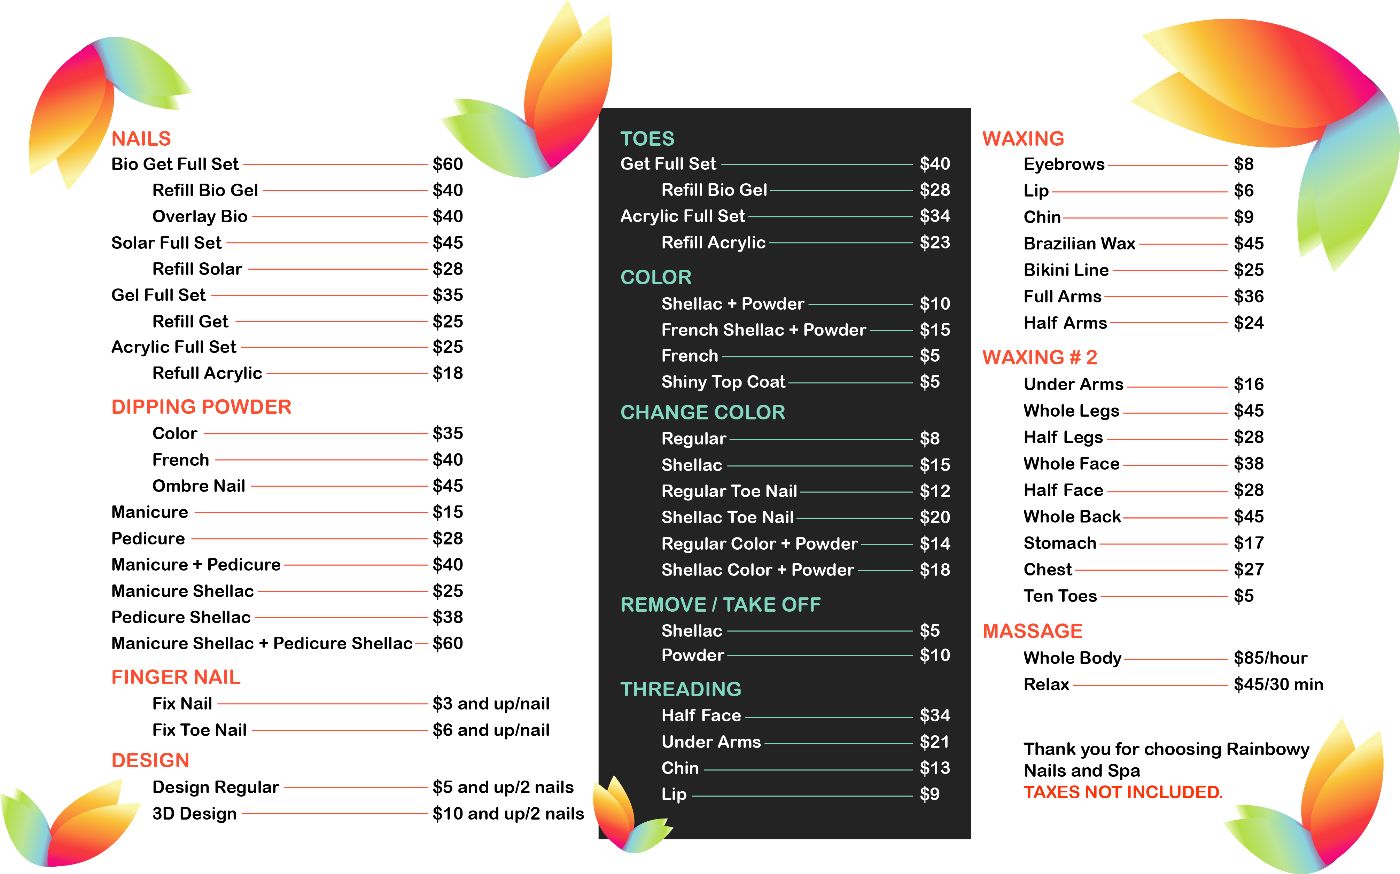 NAILS
Bio Get Full Set $60
Refill Bio Gel $40
Overlay Bio $40
Solar Full Set $45
Refill Solar $28
Gel Full Set $35
Refill Get $25
Acrylic Full Set $25
Refull Acrylic $18
DIPPING POWDER
Color $35
French $40
Ombre Nail $45
Manicure $15
Pedicure $28
Manicure + Pedicure $40
Manicure Shellac $25
Pedicure Shellac $38
Manicure Shellac + Pedicure Shellac $60
FINGER NAIL
Fix Nail $3 and up/nail
Fix Toe Nail $6 and up/nail
DESIGN
Design Regular $5 and up/2 nails
3D Design $10 and up/2 nails
TOES
Get Full Set $40
Refill Bio Gel $28
Acrylic Full Set $34
Refill Acrylic $23
COLOR
Shellac + Powder $10
French Shellac + Powder $15
French $5
Shiny Top Coat $5
CHANGE COLOR
Regular $8
Shellac $15
Regular Toe Nail $12
Shellac Toe Nail $20
Regular Color + Powder $14
Shellac Color + Powder $18
REMOVE / TAKE OFF
Shellac $5
Powder $10
THREADING
Half Face $34
Under Arms $21
Chin $13
Lip $9
WAXING
Eyebrows $8
Lip $6
Chin $9
Brazilian Wax $45
Bikini Line $25
Full Arms $36
Half Arms $24
WAXING # 2
Under Arms $16
Whole Legs $45
Half Legs $28
Whole Face $38
Half Face $28
Whole Back $45
Stomach $17
Chest $27
Ten Toes $5
MASSAGE
Whole Body $85/hour
Relax $45/30 min
Thank you for choosing Rainbowy
Nails and Spa
TAXES NOT INCLUDED.